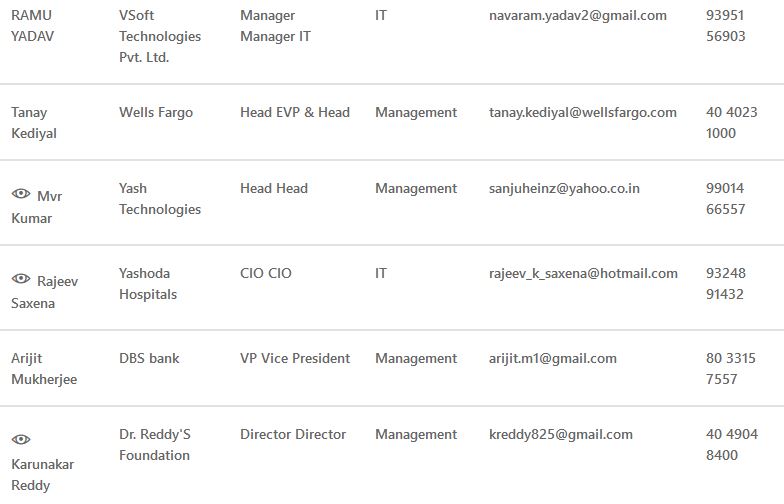 RAMU YADAV VSoft Technologies Pvt. Ltd. Manager Manager IT IT navaram.yadav2@gmail.com 93951 56903
Tanay Kediyal Wells Fargo Head EVP & Head Management tanay.kediyal@wellsfargo.com 40 4023 1000
Mvr Kumar Yash Technologies Head Head Management sanjuheinz@yahoo.co.in 99014 66557
Rajeev Saxena Yashoda Hospitals CIO CIO IT rajeev_k_saxena@hotmail.com 93248 91432
Arijit Mukherjee DBS bank VP Vice President Management arijit.m1@gmail.com 80 3315 7557
Karunakar Reddy Dr. Reddy'S Foundation Director Director Management kreddy825@gmail.com 40 4904 8400